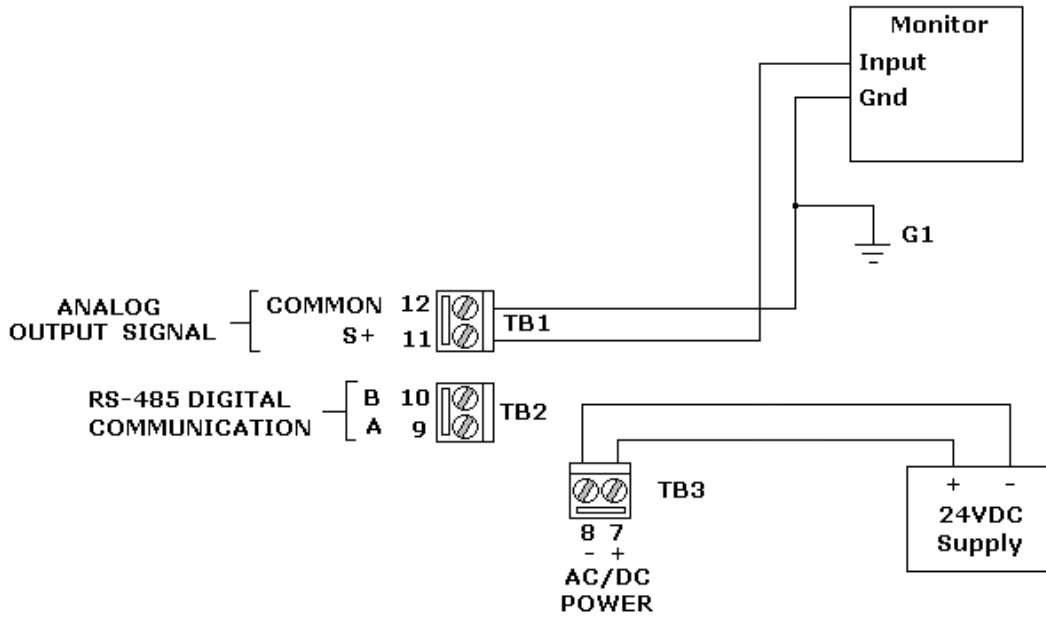 Monitor
Input
Gnd
G1
ANALOG
OUTPUT SIGNAL
COMMON 12
S+ 11
TB1
RS-485 DIGITAL
COMMUNICATION
B 10
A 9
TB2
TB3
8 7
- +
AC/DC
POWER
+ -
24VDC
Supply